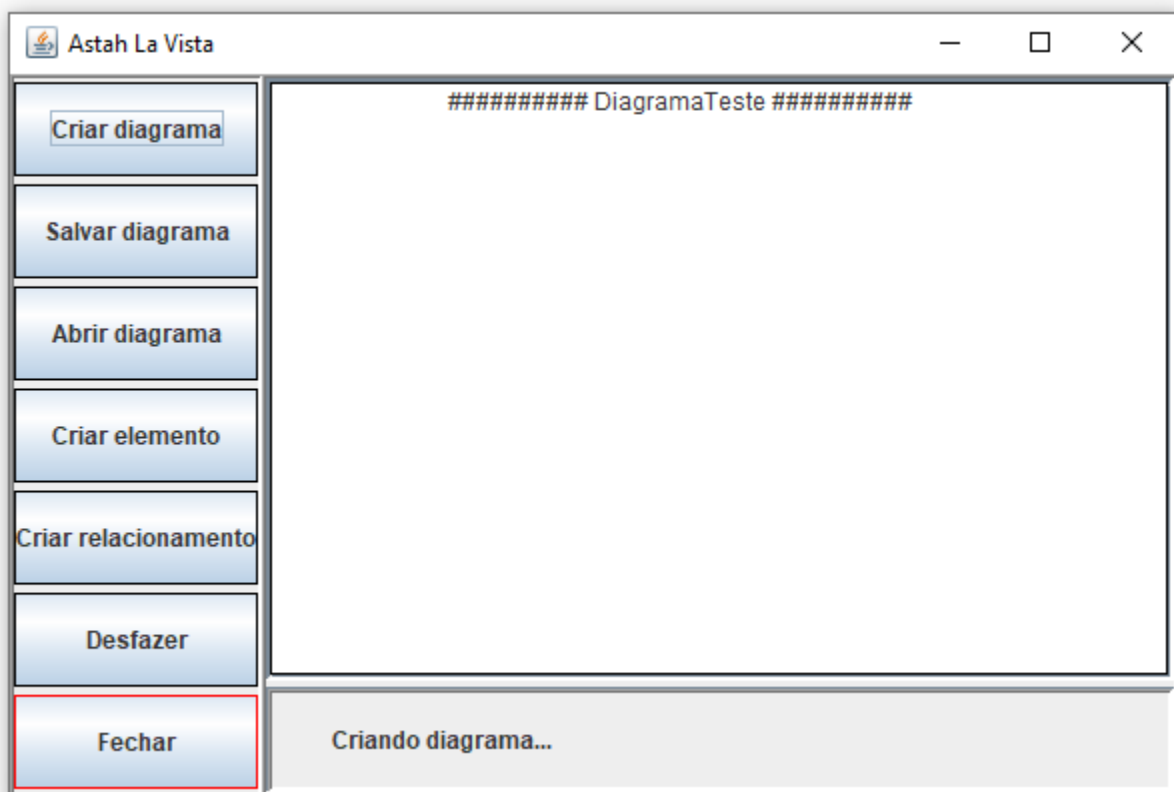 Astah La Vista
Criar diagrama
Salvar diagrama
Abrir diagrama
Criar elemento
Criar relacionamento
Desfazer
Fechar
########## DiagramaTeste ##########
Criando diagrama...